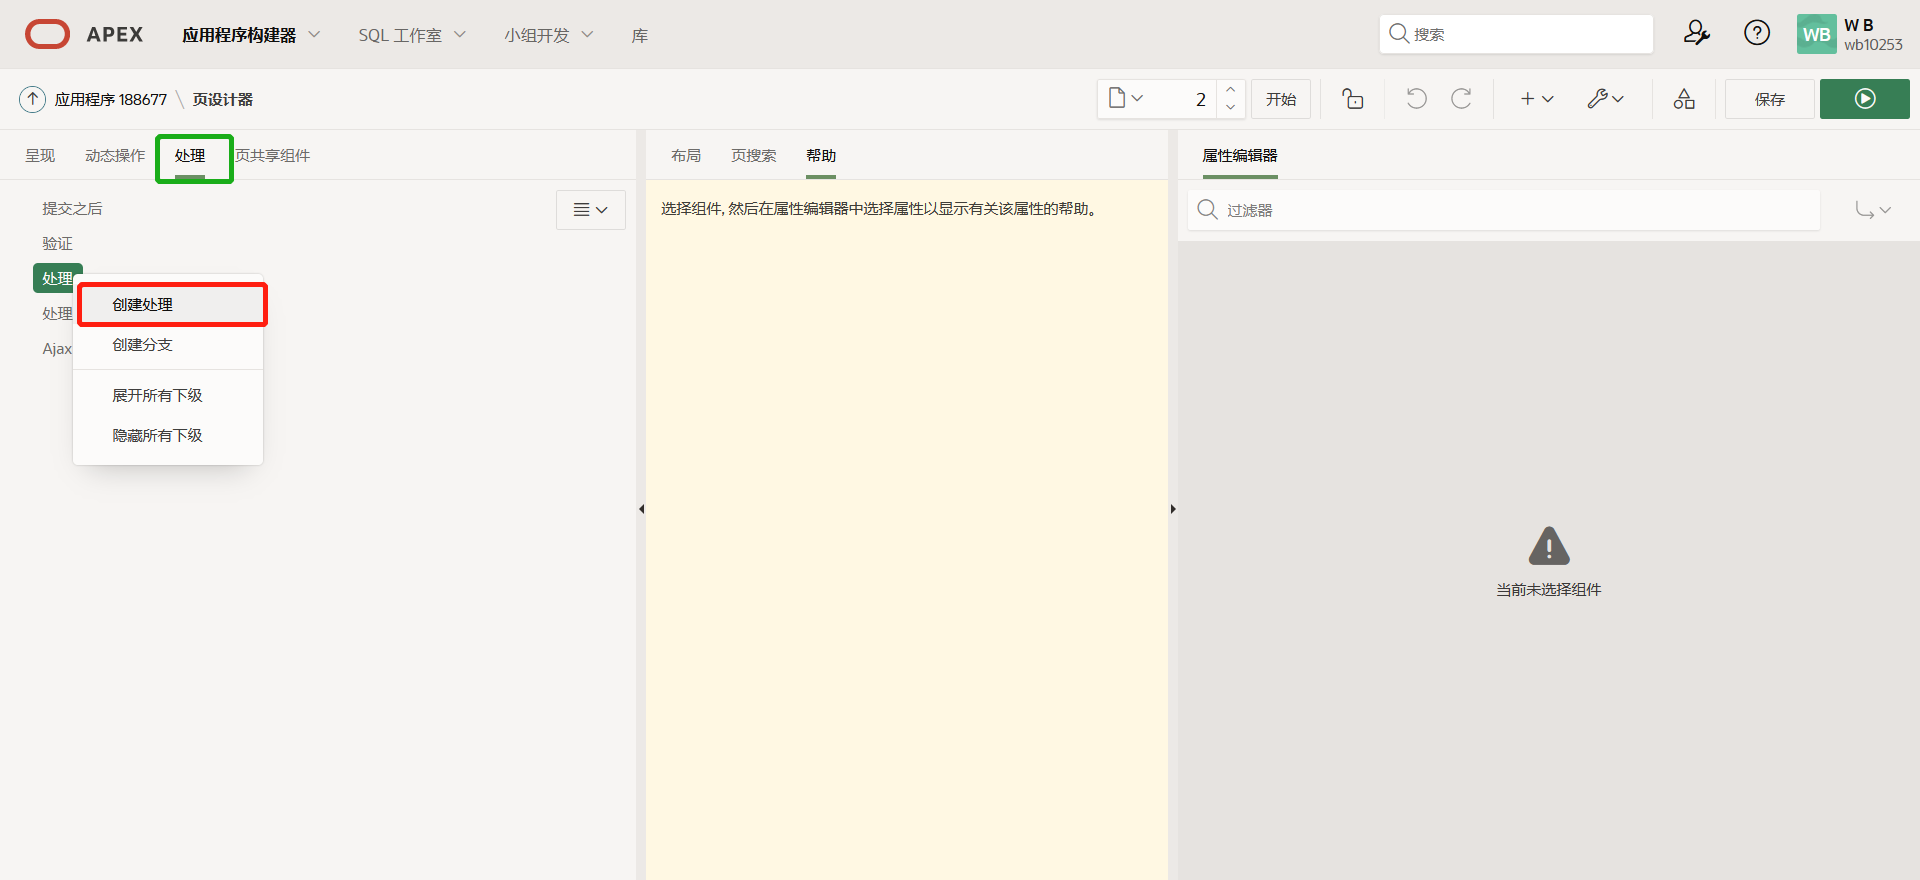 APEX 应用程序构建器 SQL 工作室 小组开发 库 搜索 WB W B
wb10253
应用程序 188677 \ 页设计器 2 开始 保存
呈现 动态操作 处理 页共享组件 布局 页搜索 帮助 属性编辑器
提交之后 选择组件, 然后在属性编辑器中选择属性以显示有关该属性的帮助。 过滤器
验证
处理
创建处理
处理
创建分支
Ajax
展开所有下级
隐藏所有下级
当前未选择组件